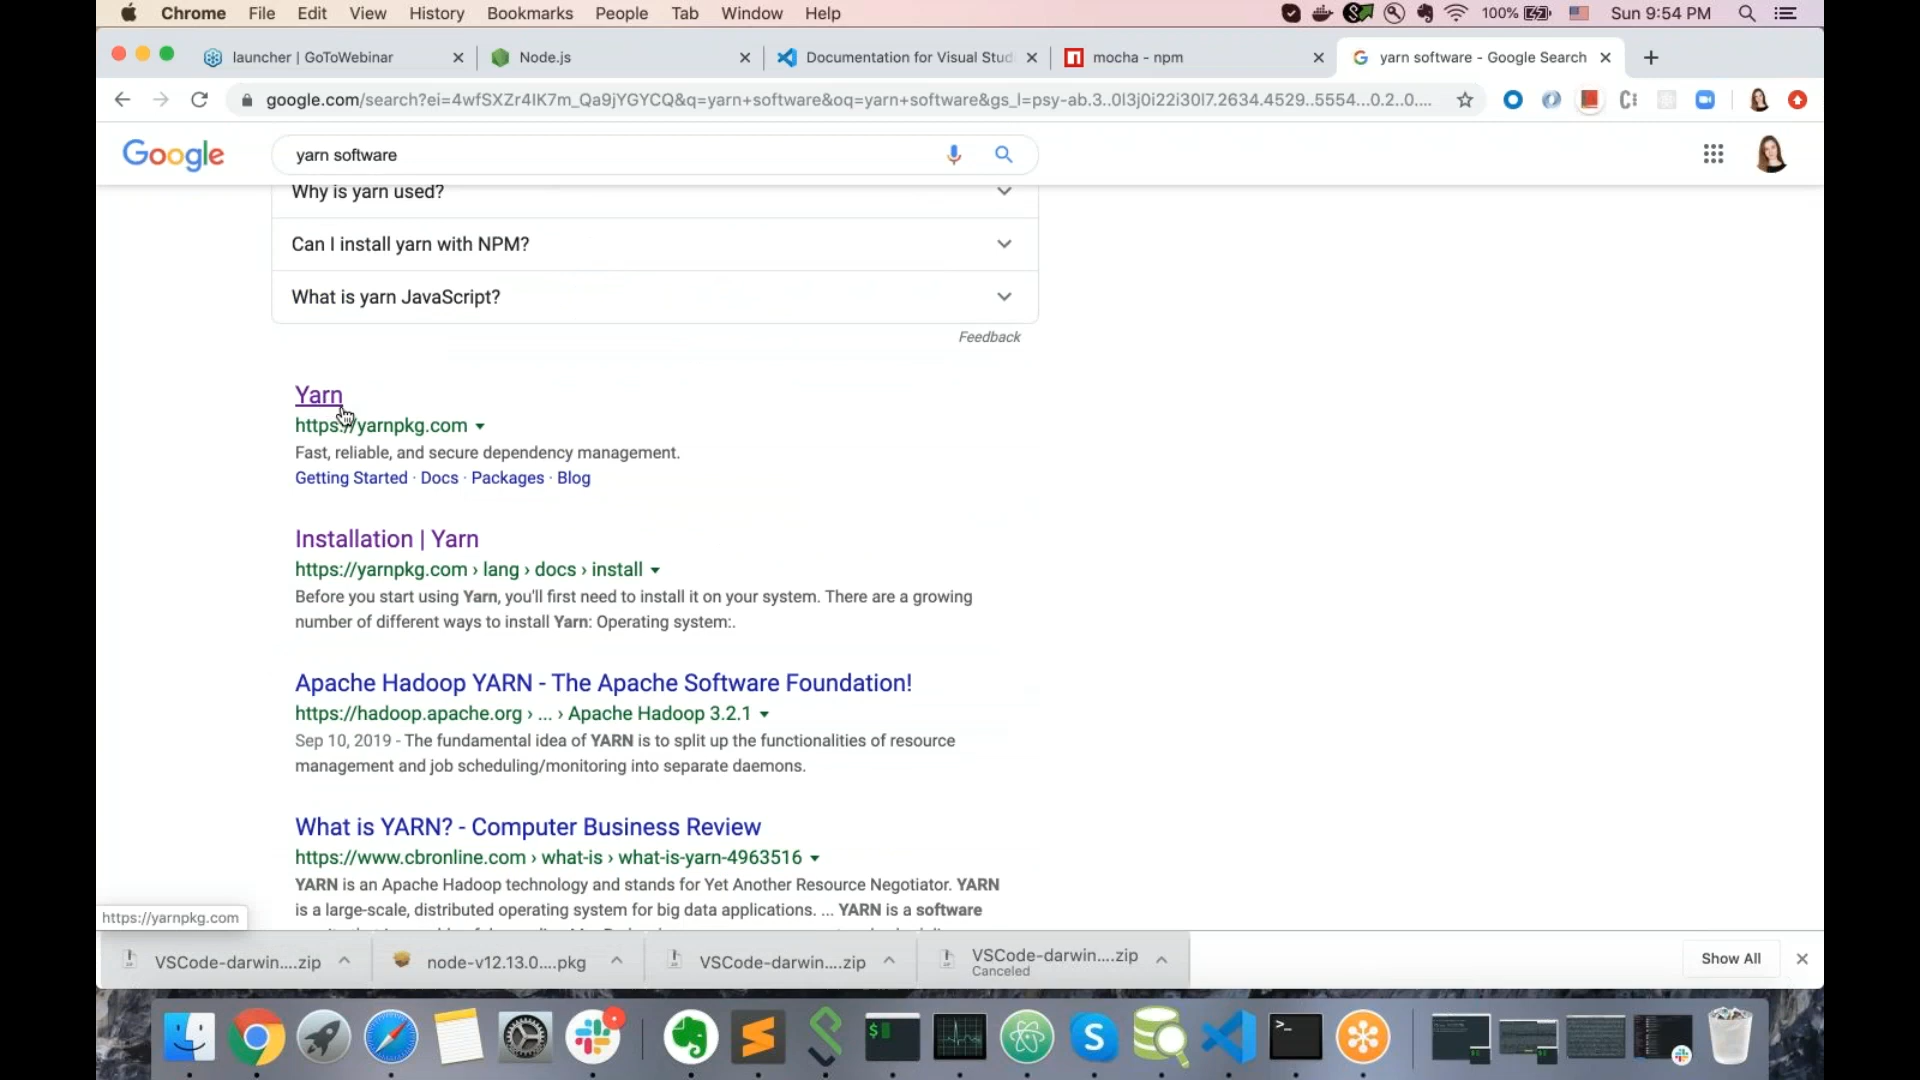 Chrome File Edit View History Bookmarks People Tab Window Help 100% Sun 9:54 PM
launcher | GoToWebinar Node.js Documentation for Visual Stud mocha - npm yarn software - Google Search
google.com/search?ei=4wfSXZr4IK7m_Qa9jYGYCQ&q=yarn+software&oq=yarn+software&gs_l=psy-ab.3..0l3j0i22i30l7.2634.4529..5554...0.2..0....
Google yarn software
Why is yarn used?
Can I install yarn with NPM?
What is yarn JavaScript?
Feedback
Yarn
https://yarnpkg.com
Fast, reliable, and secure dependency management.
Getting Started · Docs · Packages · Blog
Installation | Yarn
https://yarnpkg.com › lang › docs › install
Before you start using Yarn, you'll first need to install it on your system. There are a growing
number of different ways to install Yarn: Operating system:.
Apache Hadoop YARN - The Apache Software Foundation!
https://hadoop.apache.org › ... › Apache Hadoop 3.2.1
Sep 10, 2019 - The fundamental idea of YARN is to split up the functionalities of resource
management and job scheduling/monitoring into separate daemons.
What is YARN? - Computer Business Review
https://www.cbronline.com › what-is › what-is-yarn-4963516
YARN is an Apache Hadoop technology and stands for Yet Another Resource Negotiator. YARN
is a large-scale, distributed operating system for big data applications. ... YARN is a software
https://yarnpkg.com
VSCode-darwin....zip node-v12.13.0....pkg VSCode-darwin....zip VSCode-darwin....zip Show All
Canceled